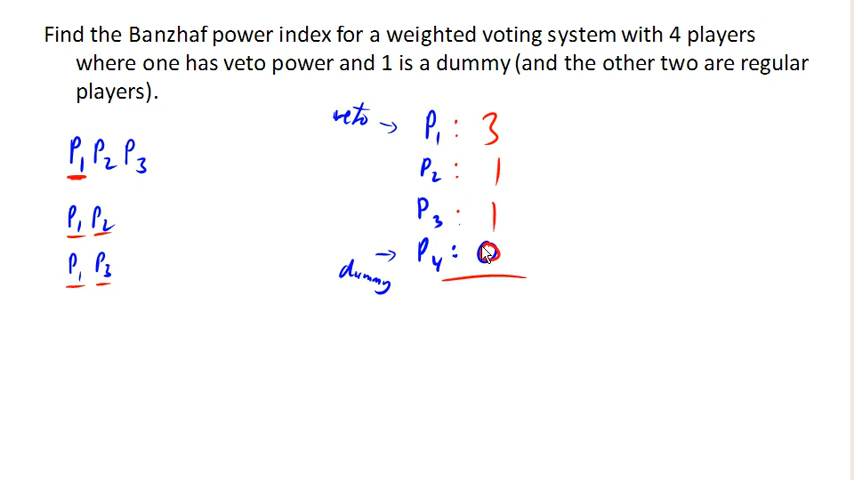 Find the Banzhaf power index for a weighted voting system with 4 players
where one has veto power and 1 is a dummy (and the other two are regular
players).
veto → P1 : 3
P1 P2 P3
P2 : 1
P1 P2
P3 : 1
P1 P3
dummy → P4 : 0